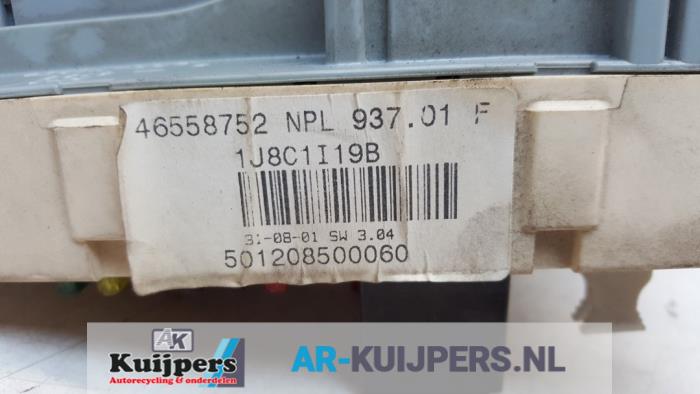 46558752 NPL 937.01 F
1J8C1I19B
31-08-01 SW 3.04
501208500060
AK
Kuijpers
Autorecycling & onderdelen
AR-KUIJPERS.NL